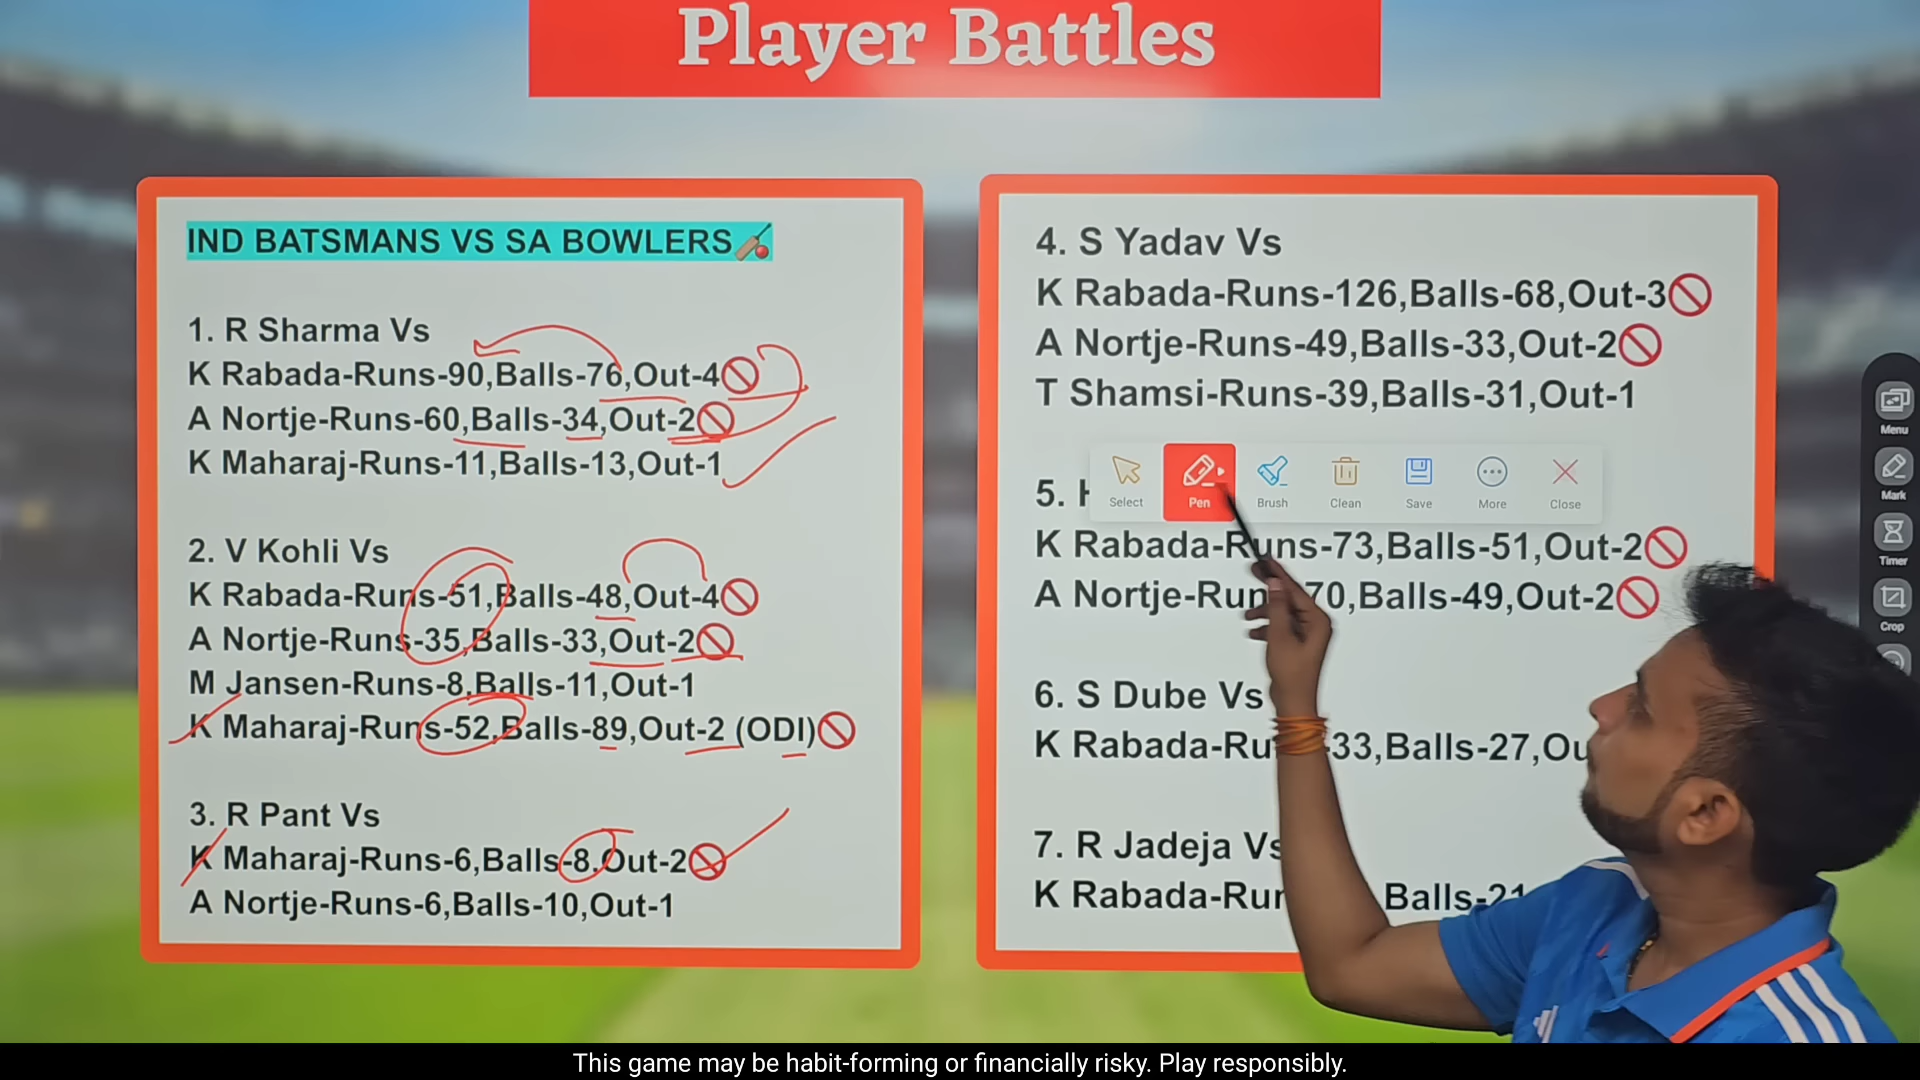 Player Battles
IND BATSMANS VS SA BOWLERS
1. R Sharma Vs
K Rabada-Runs-90,Balls-76,Out-4
A Nortje-Runs-60,Balls-34,Out-2
K Maharaj-Runs-11,Balls-13,Out-1
2. V Kohli Vs
K Rabada-Runs-51,Balls-48,Out-4
A Nortje-Runs-35,Balls-33,Out-2
M Jansen-Runs-8,Balls-11,Out-1
K Maharaj-Runs-52,Balls-89,Out-2 (ODI)
3. R Pant Vs
K Maharaj-Runs-6,Balls-8,Out-2
A Nortje-Runs-6,Balls-10,Out-1
4. S Yadav Vs
K Rabada-Runs-126,Balls-68,Out-3
A Nortje-Runs-49,Balls-33,Out-2
T Shamsi-Runs-39,Balls-31,Out-1
Select Pen Brush Clean Save More Close
5.
K Rabada-Runs-73,Balls-51,Out-2
A Nortje-Run 70,Balls-49,Out-2
6. S Dube Vs
K Rabada-Ru 33,Balls-27,Ou
7. R Jadeja Vs
K Rabada-Rur Balls-21
Menu
Mark
Timer
Crop
This game may be habit-forming or financially risky. Play responsibly.